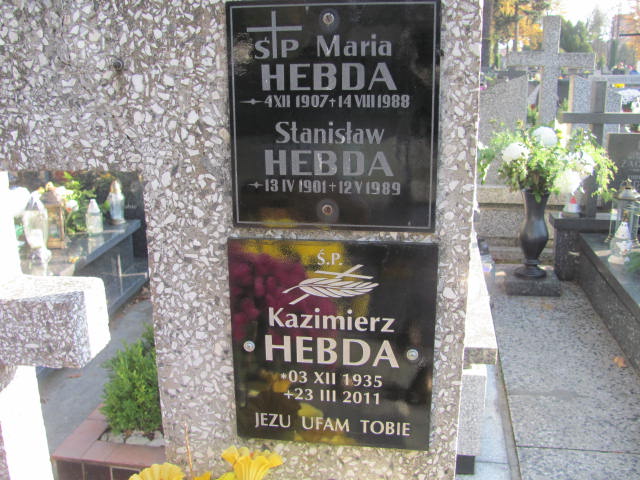 ŚP Maria
HEBDA
*4 XII 1907 + 14 VIII 1988
Stanisław
HEBDA
*13 IV 1901 + 12 V 1989
Ś.P.
Kazimierz
HEBDA
*03 XII 1935
+23 III 2011
JEZU UFAM TOBIE